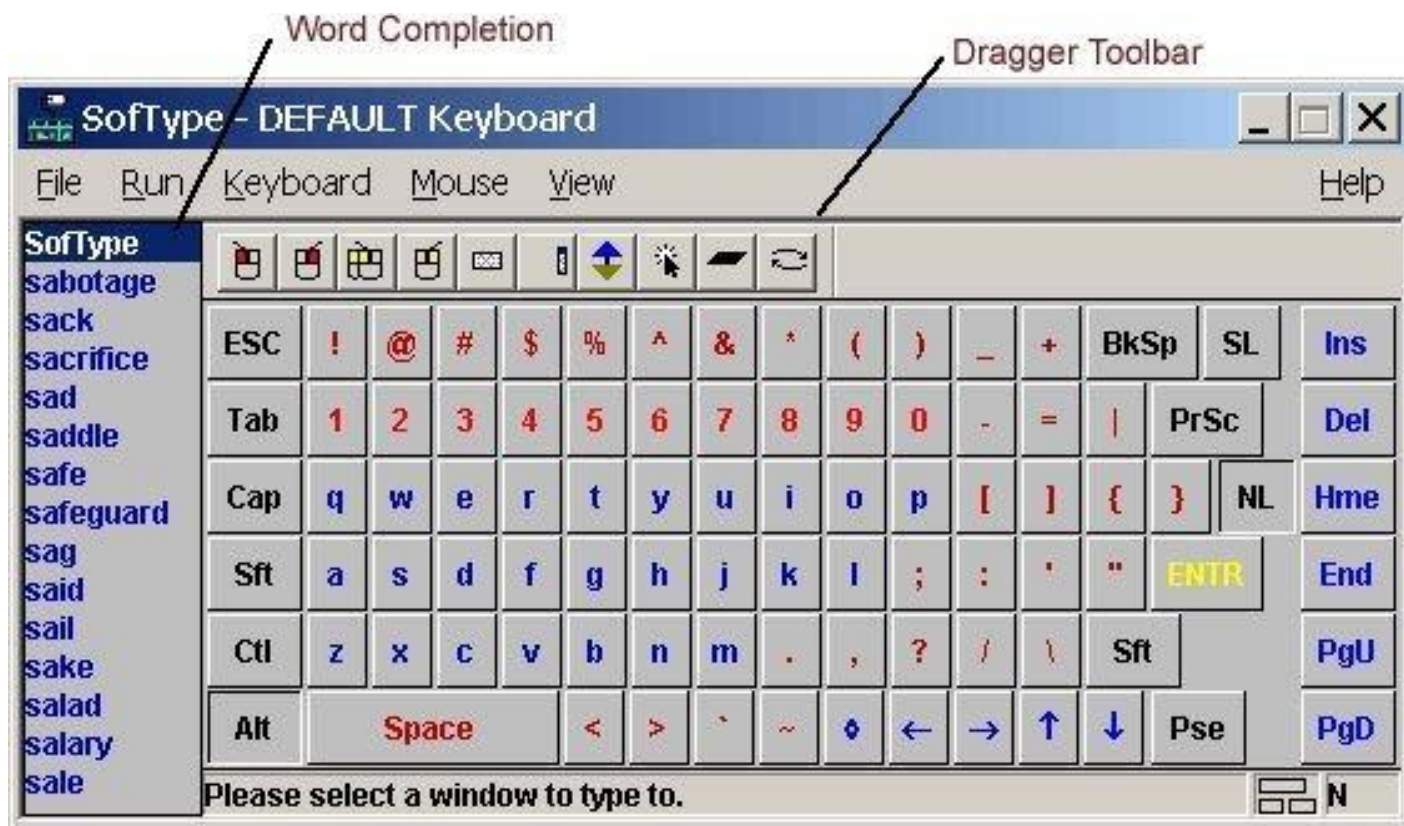 Word Completion
Dragger Toolbar
SofType - DEFAULT Keyboard
File Run Keyboard Mouse View Help
SofType
sabotage
sack
sacrifice
sad
saddle
safe
safeguard
sag
said
sail
sake
salad
salary
sale
ESC ! @ # $ % ^ & * ( ) _ + BkSp SL Ins
Tab 1 2 3 4 5 6 7 8 9 0 - = | PrSc Del
Cap q w e r t y u i o p [ ] { } NL Hme
Sft a s d f g h j k l ; : ' " ENTR End
Ctl z x c v b n m . , ? / \ Sft PgU
Alt Space < > ` ~ ◊ ← → ↑ ↓ Pse PgD
Please select a window to type to. N